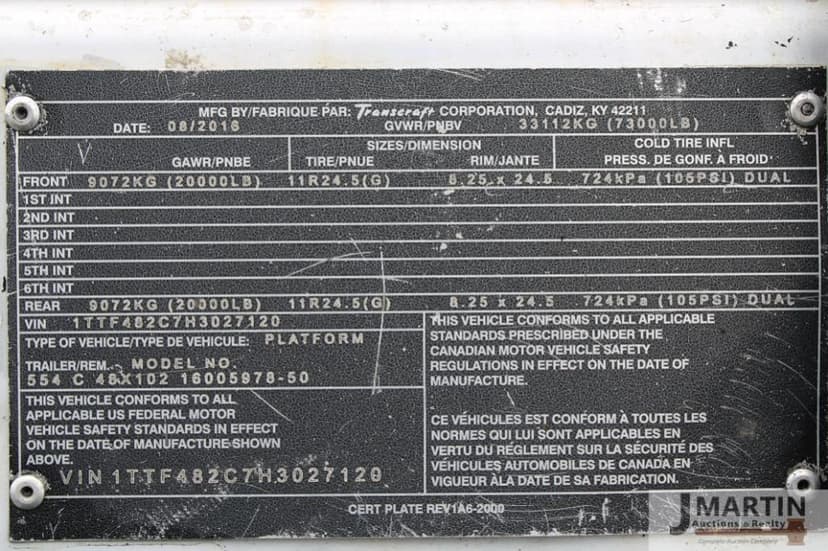 MFG BY/FABRIQUE PAR: Transcraft CORPORATION, CADIZ, KY 42211
DATE: 08/2016 GVWR/PNBV 33112KG (73000LB)
SIZES/DIMENSION COLD TIRE INFL
GAWR/PNBE TIRE/PNUE RIM/JANTE PRESS. DE GONF. À FROID
FRONT 9072KG (20000LB) 11R24.5(G) 8.25 x 24.5 724kPa (105PSI) DUAL
1ST INT
2ND INT
3RD INT
4TH INT
5TH INT
6TH INT
REAR 9072KG (20000LB) 11R24.5(G) 8.25 x 24.5 724kPa (105PSI) DUAL
VIN 1TTF482C7H3027120
TYPE OF VEHICLE/TYPE DE VEHICULE: PLATFORM
TRAILER/REM. MODEL NO.
554 C 48X102 16005978-50
THIS VEHICLE CONFORMS TO ALL
APPLICABLE US FEDERAL MOTOR
VEHICLE SAFETY STANDARDS IN EFFECT
ON THE DATE OF MANUFACTURE SHOWN
ABOVE.
VIN 1TTF482C7H3027120
THIS VEHICLE CONFORMS TO ALL APPLICABLE
STANDARDS PRESCRIBED UNDER THE
CANADIAN MOTOR VEHICLE SAFETY
REGULATIONS IN EFFECT ON THE DATE OF
MANUFACTURE.
CE VÉHICULES EST CONFORM À TOUTES LES
NORMES QUI LUI SONT APPLICABLES EN
VERTU DU RÉGLEMENT SUR LA SÉCURITÉ DES
VÉHICULES AUTOMOBILES DE CANADA EN
VIGUEUR À LA DATE DE SA FABRICATION.
CERT PLATE REV1A6-2000
J MARTIN
Auctions & Realty
Complete Auction Company